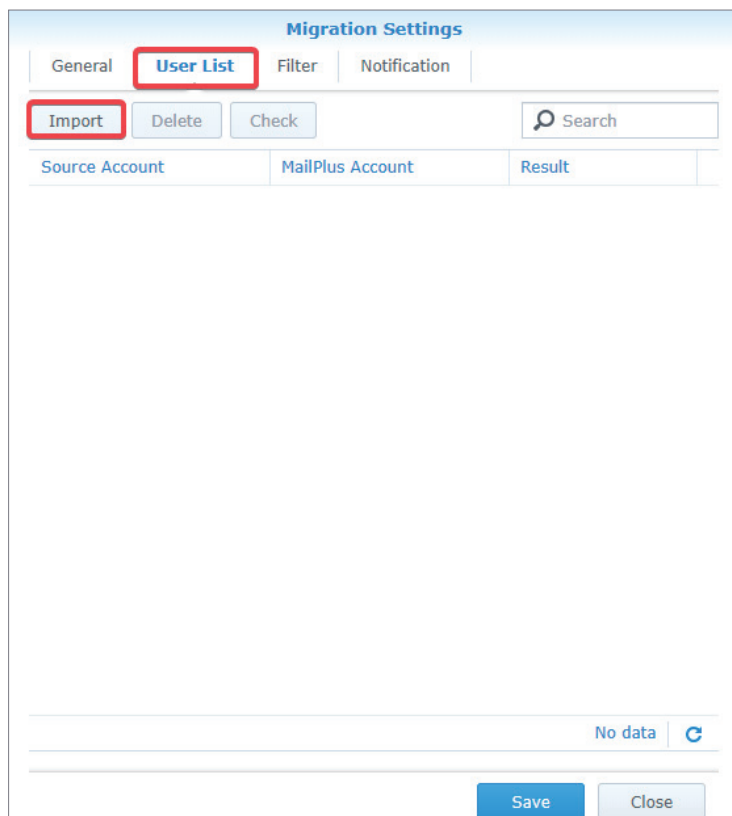 Migration Settings
General User List Filter Notification
Import Delete Check Search
Source Account MailPlus Account Result
No data
Save Close